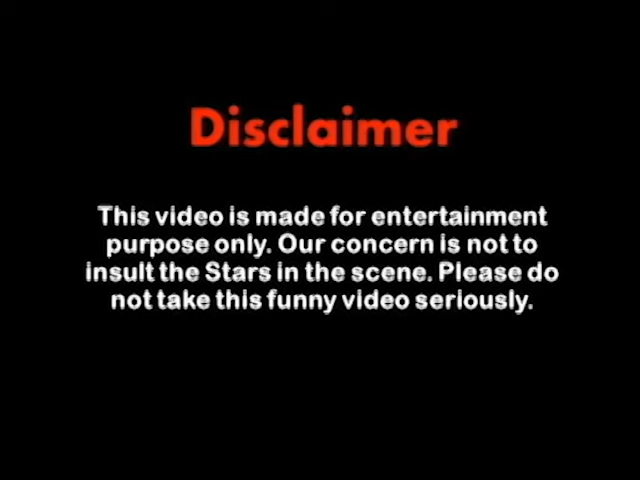 Disclaimer
This video is made for entertainment
purpose only. Our concern is not to
insult the Stars in the scene. Please do
not take this funny video seriously.